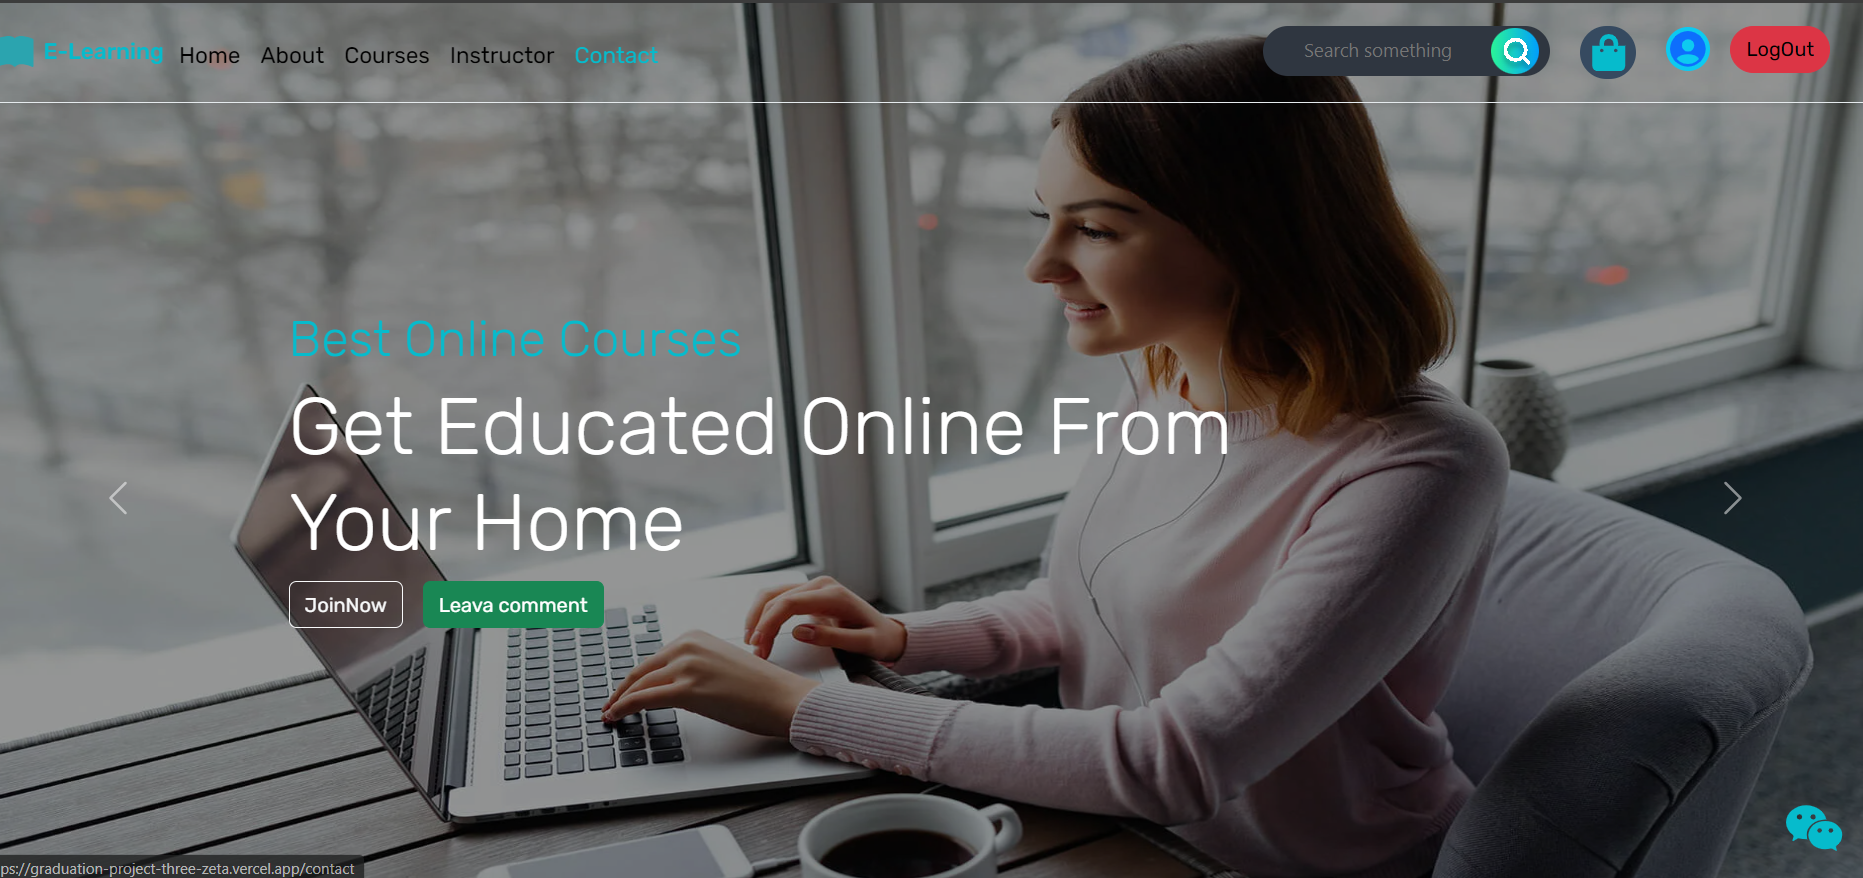 E-Learning Home About Courses Instructor Contact Search something LogOut
Best Online Courses
Get Educated Online From
Your Home
JoinNow Leava comment
ps://graduation-project-three-zeta.vercel.app/contact